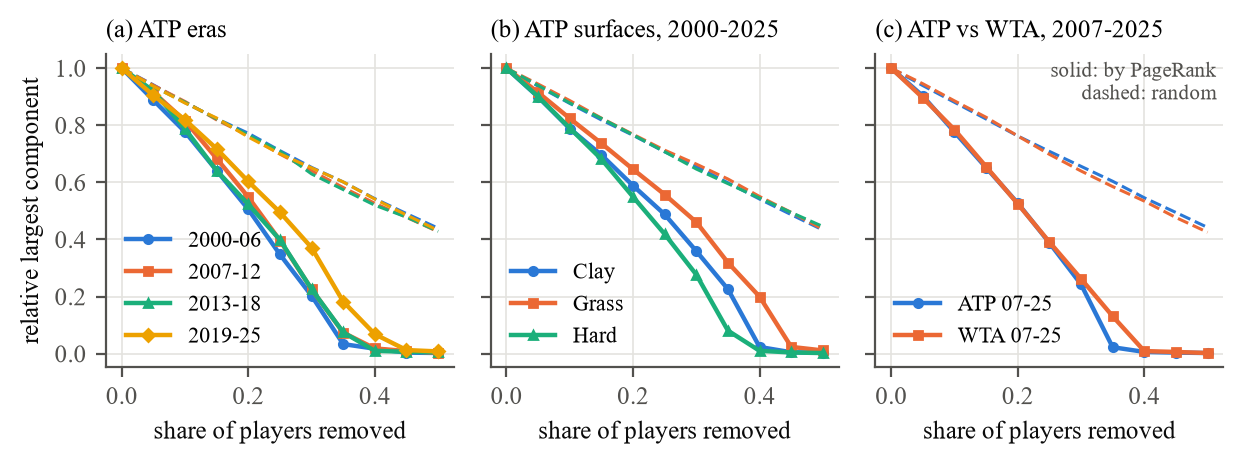 (a) ATP eras
(b) ATP surfaces, 2000-2025
(c) ATP vs WTA, 2007-2025
relative largest component
1.0
0.8
0.6
0.4
0.2
0.0
2000-06
2007-12
2013-18
2019-25
0.0 0.2 0.4
share of players removed
Clay
Grass
Hard
0.0 0.2 0.4
share of players removed
solid: by PageRank
dashed: random
ATP 07-25
WTA 07-25
0.0 0.2 0.4
share of players removed